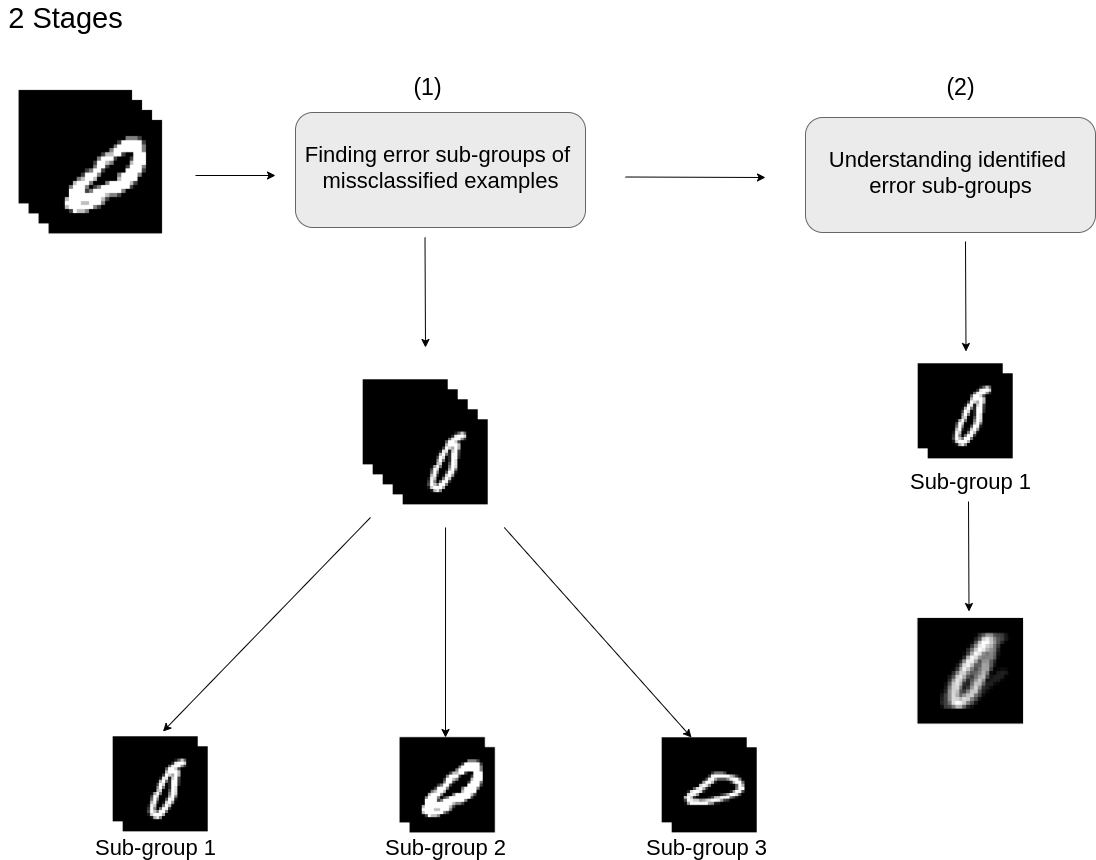 2 Stages
(1)
(2)
Finding error sub-groups of
missclassified examples
Understanding identified
error sub-groups
Sub-group 1
Sub-group 1
Sub-group 2
Sub-group 3